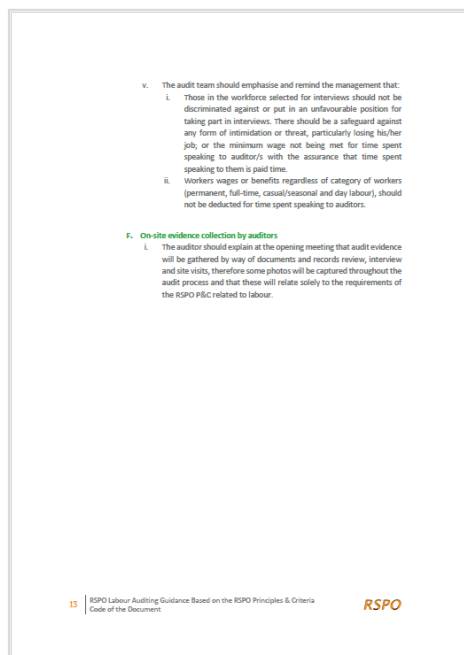 v. The audit team should emphasise and remind the management that:
i. Those in the workforce selected for interviews should not be
discriminated against or put in an unfavourable position for
taking part in interviews. There should be a safeguard against
any form of intimidation or threat, particularly losing his/her
job; or the minimum wage not being met for time spent
speaking to auditor/s with the assurance that time spent
speaking to them is paid time.
ii. Workers wages or benefits regardless of category of workers
(permanent, full-time, casual/seasonal and day labour), should
not be deducted for time spent speaking to auditors.
F. On-site evidence collection by auditors
i. The auditor should explain at the opening meeting that audit evidence
will be gathered by way of documents and records review, interview
and site visits, therefore some photos will be captured throughout the
audit process and that these will relate solely to the requirements of
the RSPO P&C related to labour.
13 RSPO Labour Auditing Guidance Based on the RSPO Principles & Criteria
Code of the Document
RSPO